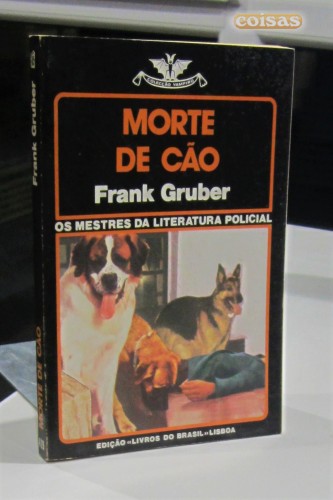 coisas
COLECÇÃO VAMPIRO
MORTE
DE CÃO
Frank Gruber
OS MESTRES DA LITERATURA POLICIAL
EDIÇÃO «LIVROS DO BRASIL» LISBOA
Frank Gruber
MORTE DE CÃO